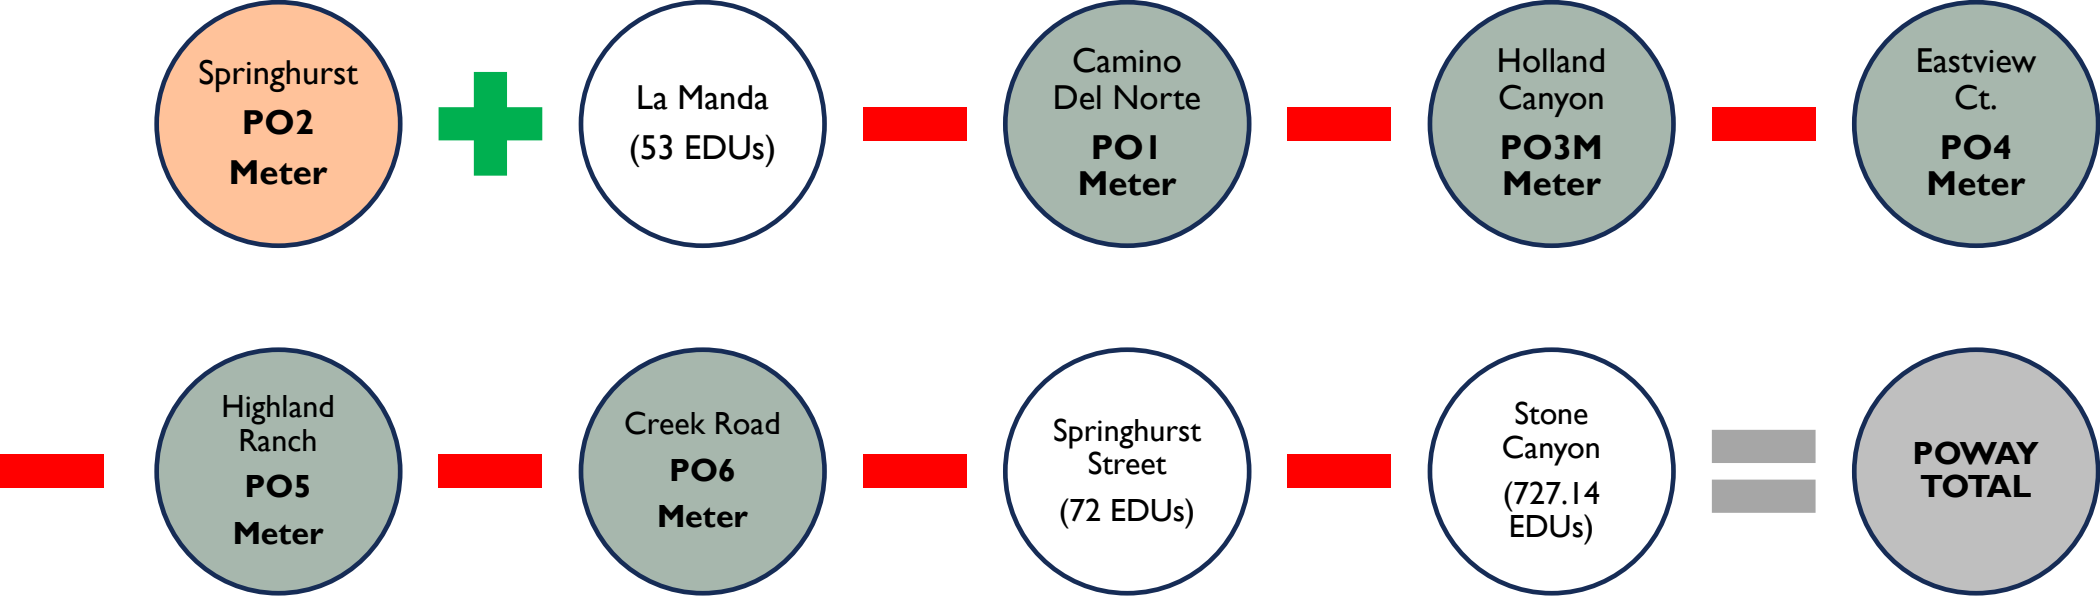 Springhurst
PO2
Meter
La Manda
(53 EDUs)
Camino
Del Norte
PO1
Meter
Holland
Canyon
PO3M
Meter
Eastview
Ct.
PO4
Meter
Highland
Ranch
PO5
Meter
Creek Road
PO6
Meter
Springhurst
Street
(72 EDUs)
Stone
Canyon
(727.14
EDUs)
POWAY
TOTAL